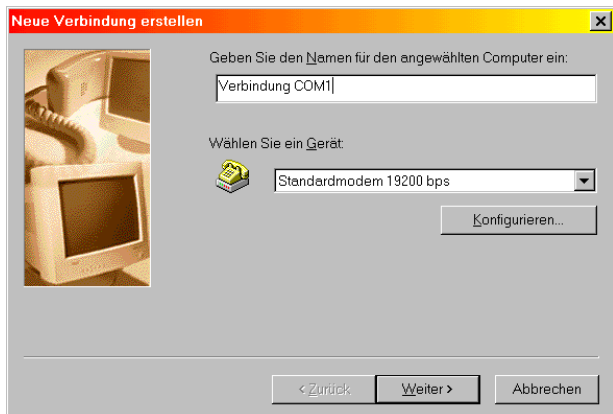 Neue Verbindung erstellen
Geben Sie den Namen für den angewählten Computer ein:
Verbindung COM1
Wählen Sie ein Gerät:
Standardmodem 19200 bps
Konfigurieren...
< Zurück
Weiter >
Abbrechen